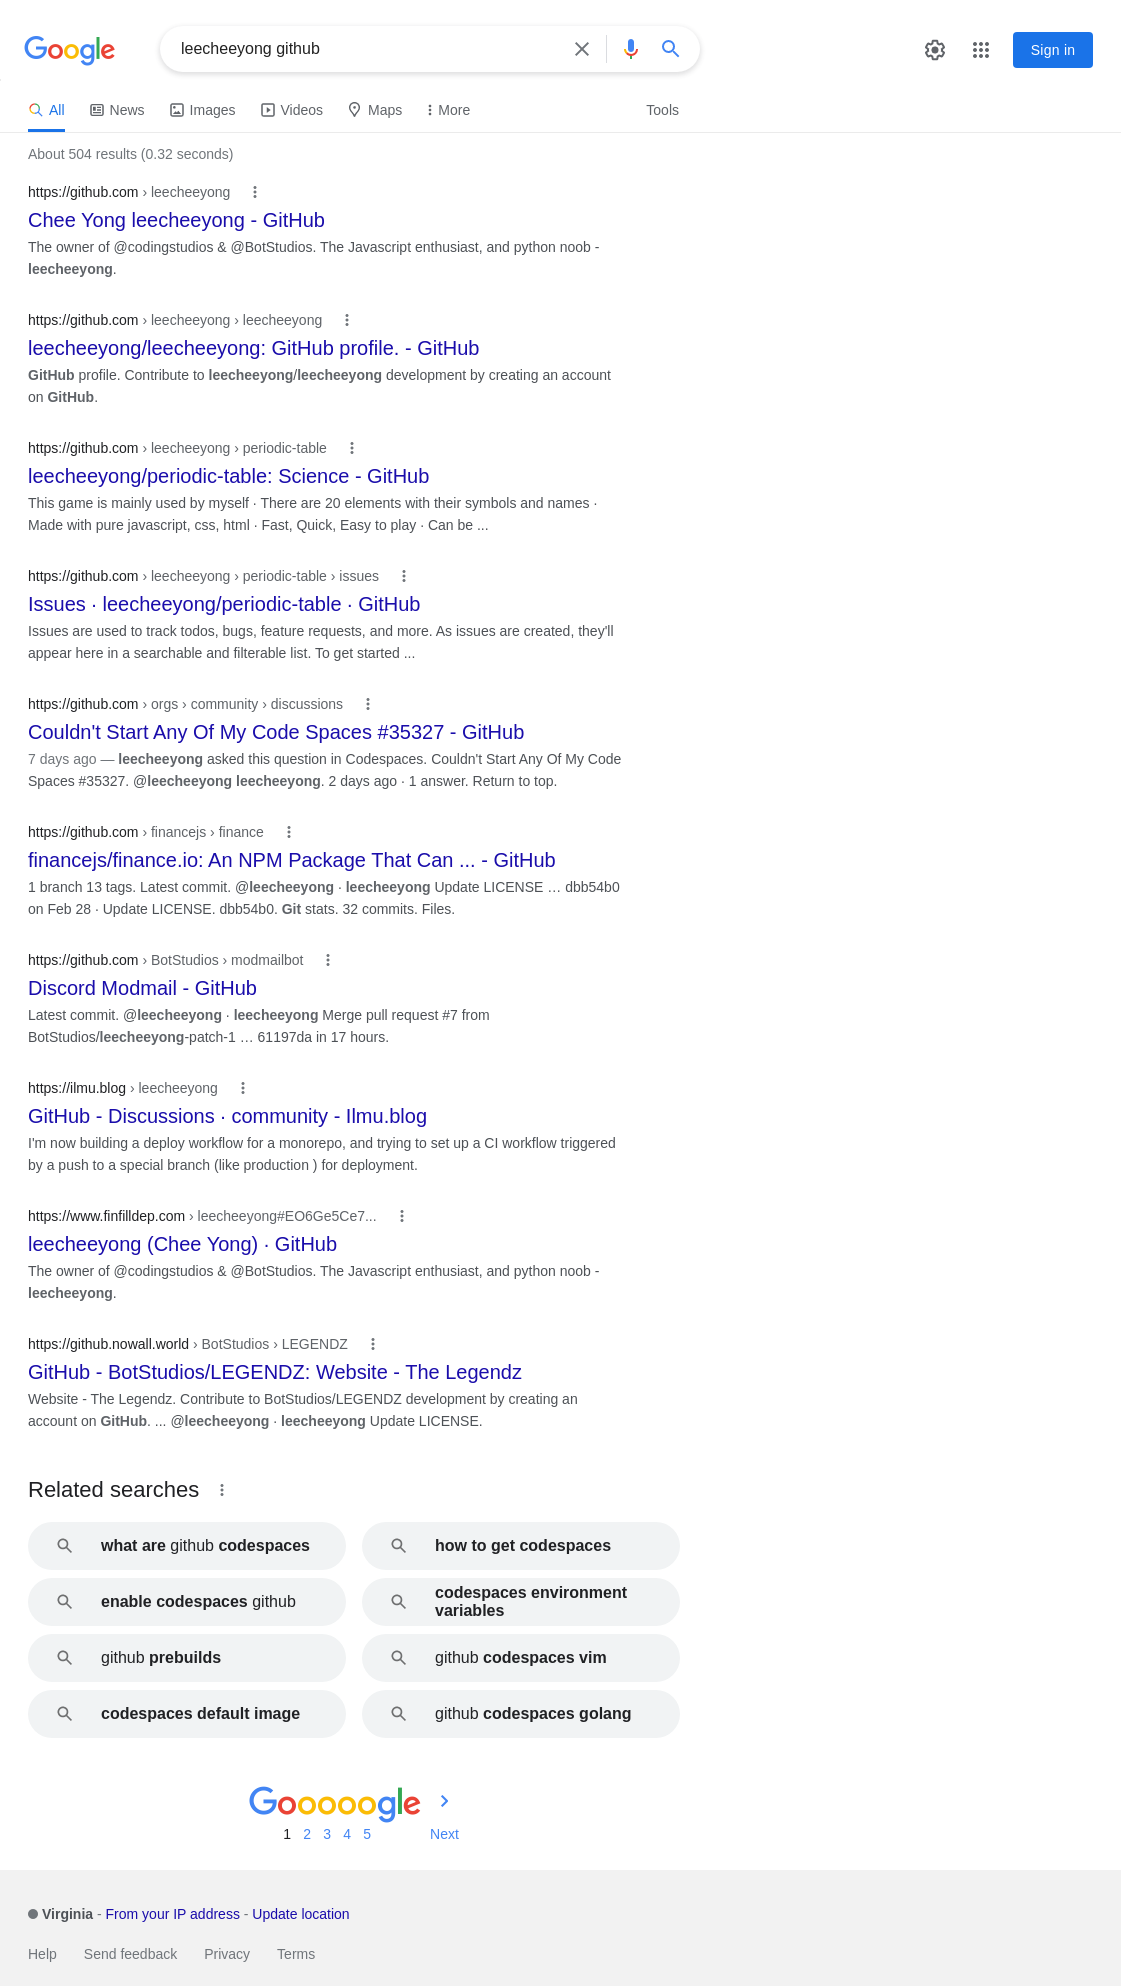 Google
leecheeyong github
Sign in
All News Images Videos Maps More Tools
About 504 results (0.32 seconds)
https://github.com › leecheeyong
Chee Yong leecheeyong - GitHub
The owner of @codingstudios & @BotStudios. The Javascript enthusiast, and python noob -
leecheeyong.
https://github.com › leecheeyong › leecheeyong
leecheeyong/leecheeyong: GitHub profile. - GitHub
GitHub profile. Contribute to leecheeyong/leecheeyong development by creating an account
on GitHub.
https://github.com › leecheeyong › periodic-table
leecheeyong/periodic-table: Science - GitHub
This game is mainly used by myself · There are 20 elements with their symbols and names ·
Made with pure javascript, css, html · Fast, Quick, Easy to play · Can be ...
https://github.com › leecheeyong › periodic-table › issues
Issues · leecheeyong/periodic-table · GitHub
Issues are used to track todos, bugs, feature requests, and more. As issues are created, they'll
appear here in a searchable and filterable list. To get started ...
https://github.com › orgs › community › discussions
Couldn't Start Any Of My Code Spaces #35327 - GitHub
7 days ago — leecheeyong asked this question in Codespaces. Couldn't Start Any Of My Code
Spaces #35327. @leecheeyong leecheeyong. 2 days ago · 1 answer. Return to top.
https://github.com › financejs › finance
financejs/finance.io: An NPM Package That Can ... - GitHub
1 branch 13 tags. Latest commit. @leecheeyong · leecheeyong Update LICENSE … dbb54b0
on Feb 28 · Update LICENSE. dbb54b0. Git stats. 32 commits. Files.
https://github.com › BotStudios › modmailbot
Discord Modmail - GitHub
Latest commit. @leecheeyong · leecheeyong Merge pull request #7 from
BotStudios/leecheeyong-patch-1 … 61197da in 17 hours.
https://ilmu.blog › leecheeyong
GitHub - Discussions · community - Ilmu.blog
I'm now building a deploy workflow for a monorepo, and trying to set up a CI workflow triggered
by a push to a special branch (like production ) for deployment.
https://www.finfilldep.com › leecheeyong#EO6Ge5Ce7...
leecheeyong (Chee Yong) · GitHub
The owner of @codingstudios & @BotStudios. The Javascript enthusiast, and python noob -
leecheeyong.
https://github.nowall.world › BotStudios › LEGENDZ
GitHub - BotStudios/LEGENDZ: Website - The Legendz
Website - The Legendz. Contribute to BotStudios/LEGENDZ development by creating an
account on GitHub. ... @leecheeyong · leecheeyong Update LICENSE.
Related searches
what are github codespaces
how to get codespaces
enable codespaces github
codespaces environment
variables
github prebuilds
github codespaces vim
codespaces default image
github codespaces golang
Gooooogle
1 2 3 4 5 Next
Virginia - From your IP address - Update location
Help Send feedback Privacy Terms